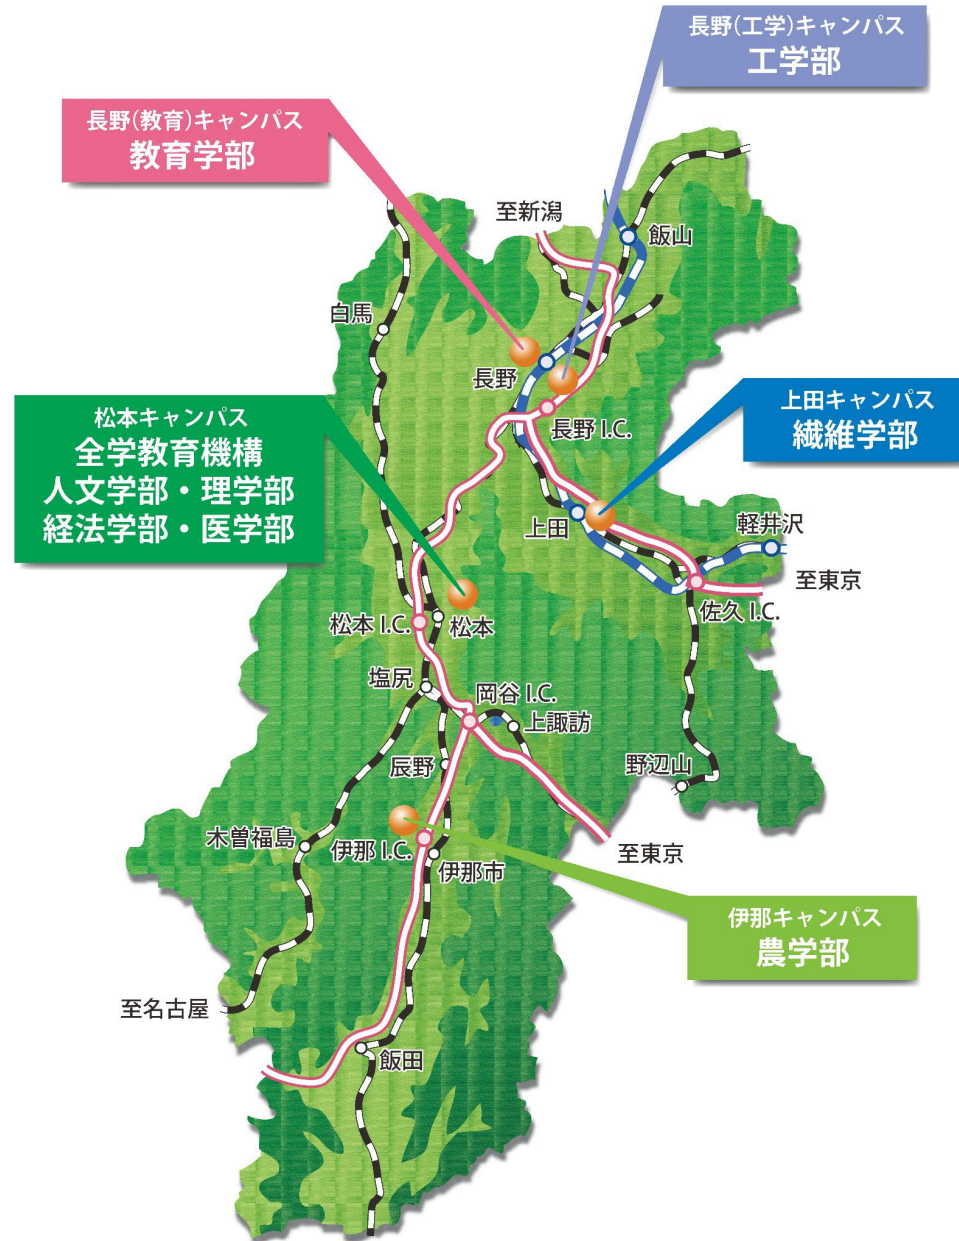 長野(工学)キャンパス
工学部
長野(教育)キャンパス
教育学部
至新潟
飯山
白馬
長野
長野 I.C.
松本キャンパス
全学教育機構
人文学部・理学部
経法学部・医学部
上田キャンパス
繊維学部
上田
軽井沢
至東京
佐久 I.C.
松本 I.C.
松本
塩尻
岡谷 I.C.
上諏訪
辰野
野辺山
木曽福島
伊那 I.C.
伊那市
至東京
伊那キャンパス
農学部
至名古屋
飯田